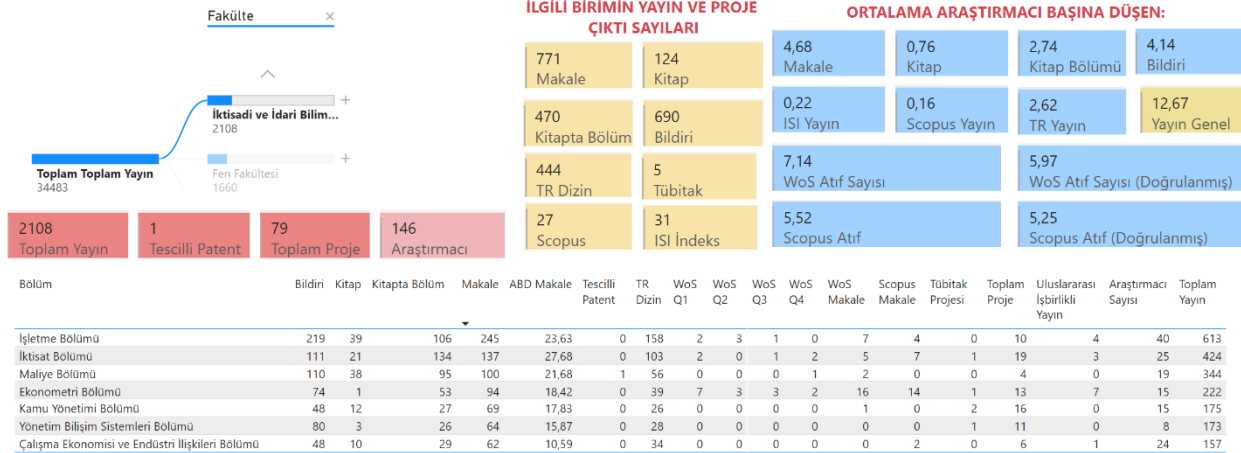 Fakülte ×
İktisadi ve İdari Bilim...
2108
Toplam Toplam Yayın
34483
Fen Fakültesi
1660
2108
Toplam Yayın
1
Tescilli Patent
79
Toplam Proje
146
Araştırmacı
İLGİLİ BİRİMİN YAYIN VE PROJE
ÇIKTI SAYILARI
771
Makale
124
Kitap
470
Kitapta Bölüm
690
Bildiri
444
TR Dizin
5
Tübitak
27
Scopus
31
ISI İndeks
ORTALAMA ARAŞTIRMACI BAŞINA DÜŞEN:
4,68
Makale
0,76
Kitap
2,74
Kitap Bölümü
4,14
Bildiri
0,22
ISI Yayın
0,16
Scopus Yayın
2,62
TR Yayın
12,67
Yayın Genel
7,14
WoS Atıf Sayısı
5,97
WoS Atıf Sayısı (Doğrulanmış)
5,52
Scopus Atıf
5,25
Scopus Atıf (Doğrulanmış)
Bölüm Bildiri Kitap Kitapta Bölüm Makale ABD Makale Tescilli Patent TR Dizin WoS Q1 WoS Q2 WoS Q3 WoS Q4 WoS Makale Scopus Makale Tübitak Projesi Toplam Proje Uluslararası İşbirlikli Yayın Araştırmacı Sayısı Toplam Yayın
İşletme Bölümü 219 39 106 245 23,63 0 158 2 3 1 0 7 4 0 10 4 40 613
İktisat Bölümü 111 21 134 137 27,68 0 103 2 0 1 2 5 7 1 19 3 25 424
Maliye Bölümü 110 38 95 100 21,68 1 56 0 0 0 1 2 0 0 4 0 19 344
Ekonometri Bölümü 74 1 53 94 18,42 0 39 7 3 3 2 16 14 1 13 7 15 222
Kamu Yönetimi Bölümü 48 12 27 69 17,83 0 26 0 0 0 0 1 0 2 16 0 15 175
Yönetim Bilişim Sistemleri Bölümü 80 3 26 64 15,87 0 28 0 0 0 0 0 0 1 11 0 8 173
Çalışma Ekonomisi ve Endüstri İlişkileri Bölümü 48 10 29 62 10,59 0 34 0 0 0 0 0 2 0 6 1 24 157